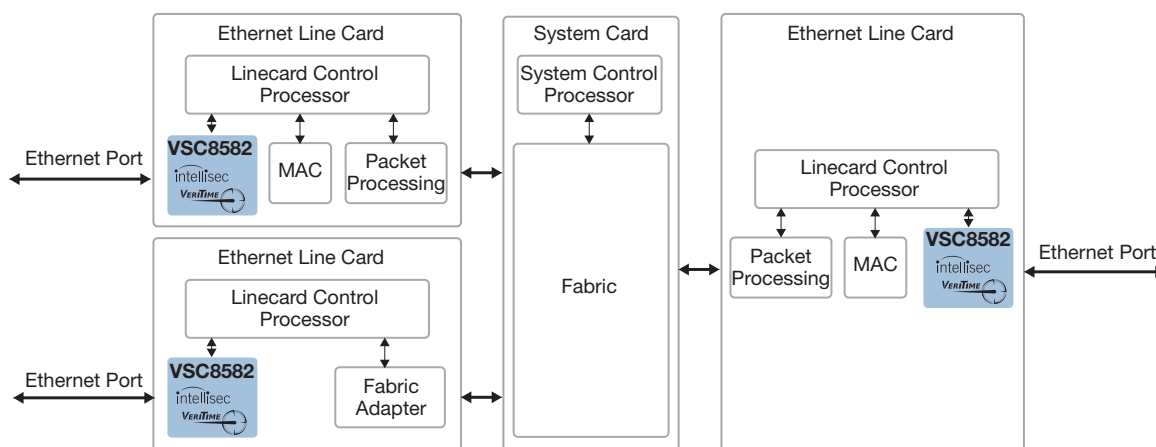 Ethernet Line Card
Linecard Control
Processor
VSC8582
intellisec
VERITIME
MAC
Packet
Processing
Ethernet Port
Ethernet Line Card
Linecard Control
Processor
VSC8582
intellisec
VERITIME
Fabric
Adapter
Ethernet Port
System Card
System Control
Processor
Fabric
Ethernet Line Card
Linecard Control
Processor
Packet
Processing
MAC
VSC8582
intellisec
VERITIME
Ethernet Port